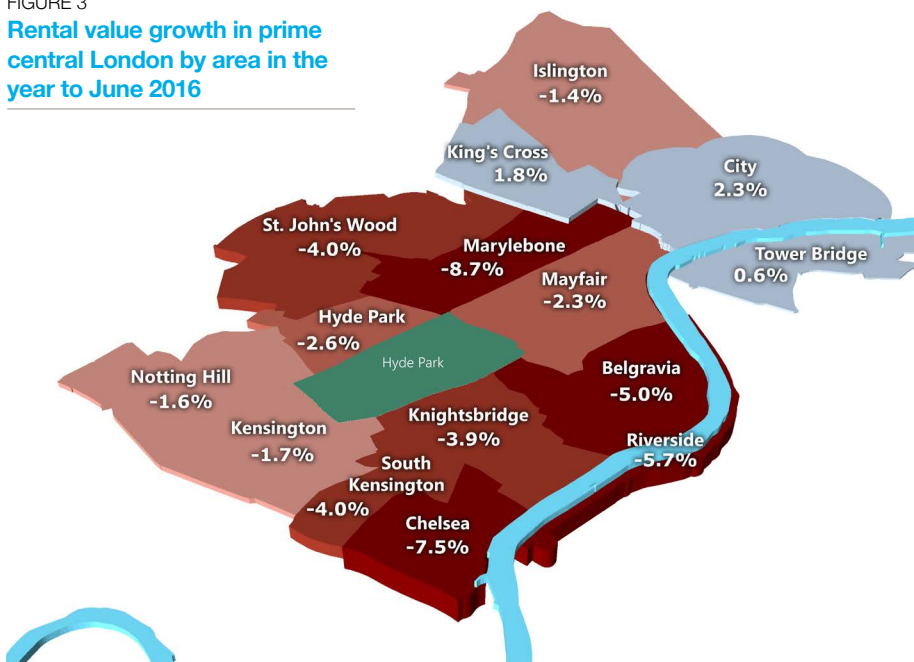 FIGURE 3
Rental value growth in prime
central London by area in the
year to June 2016
Islington
-1.4%
King's Cross
1.8%
City
2.3%
St. John's Wood
-4.0%
Marylebone
-8.7%
Tower Bridge
0.6%
Mayfair
-2.3%
Hyde Park
-2.6%
Hyde Park
Notting Hill
-1.6%
Belgravia
-5.0%
Kensington
-1.7%
Knightsbridge
-3.9%
Riverside
-5.7%
South
Kensington
-4.0%
Chelsea
-7.5%